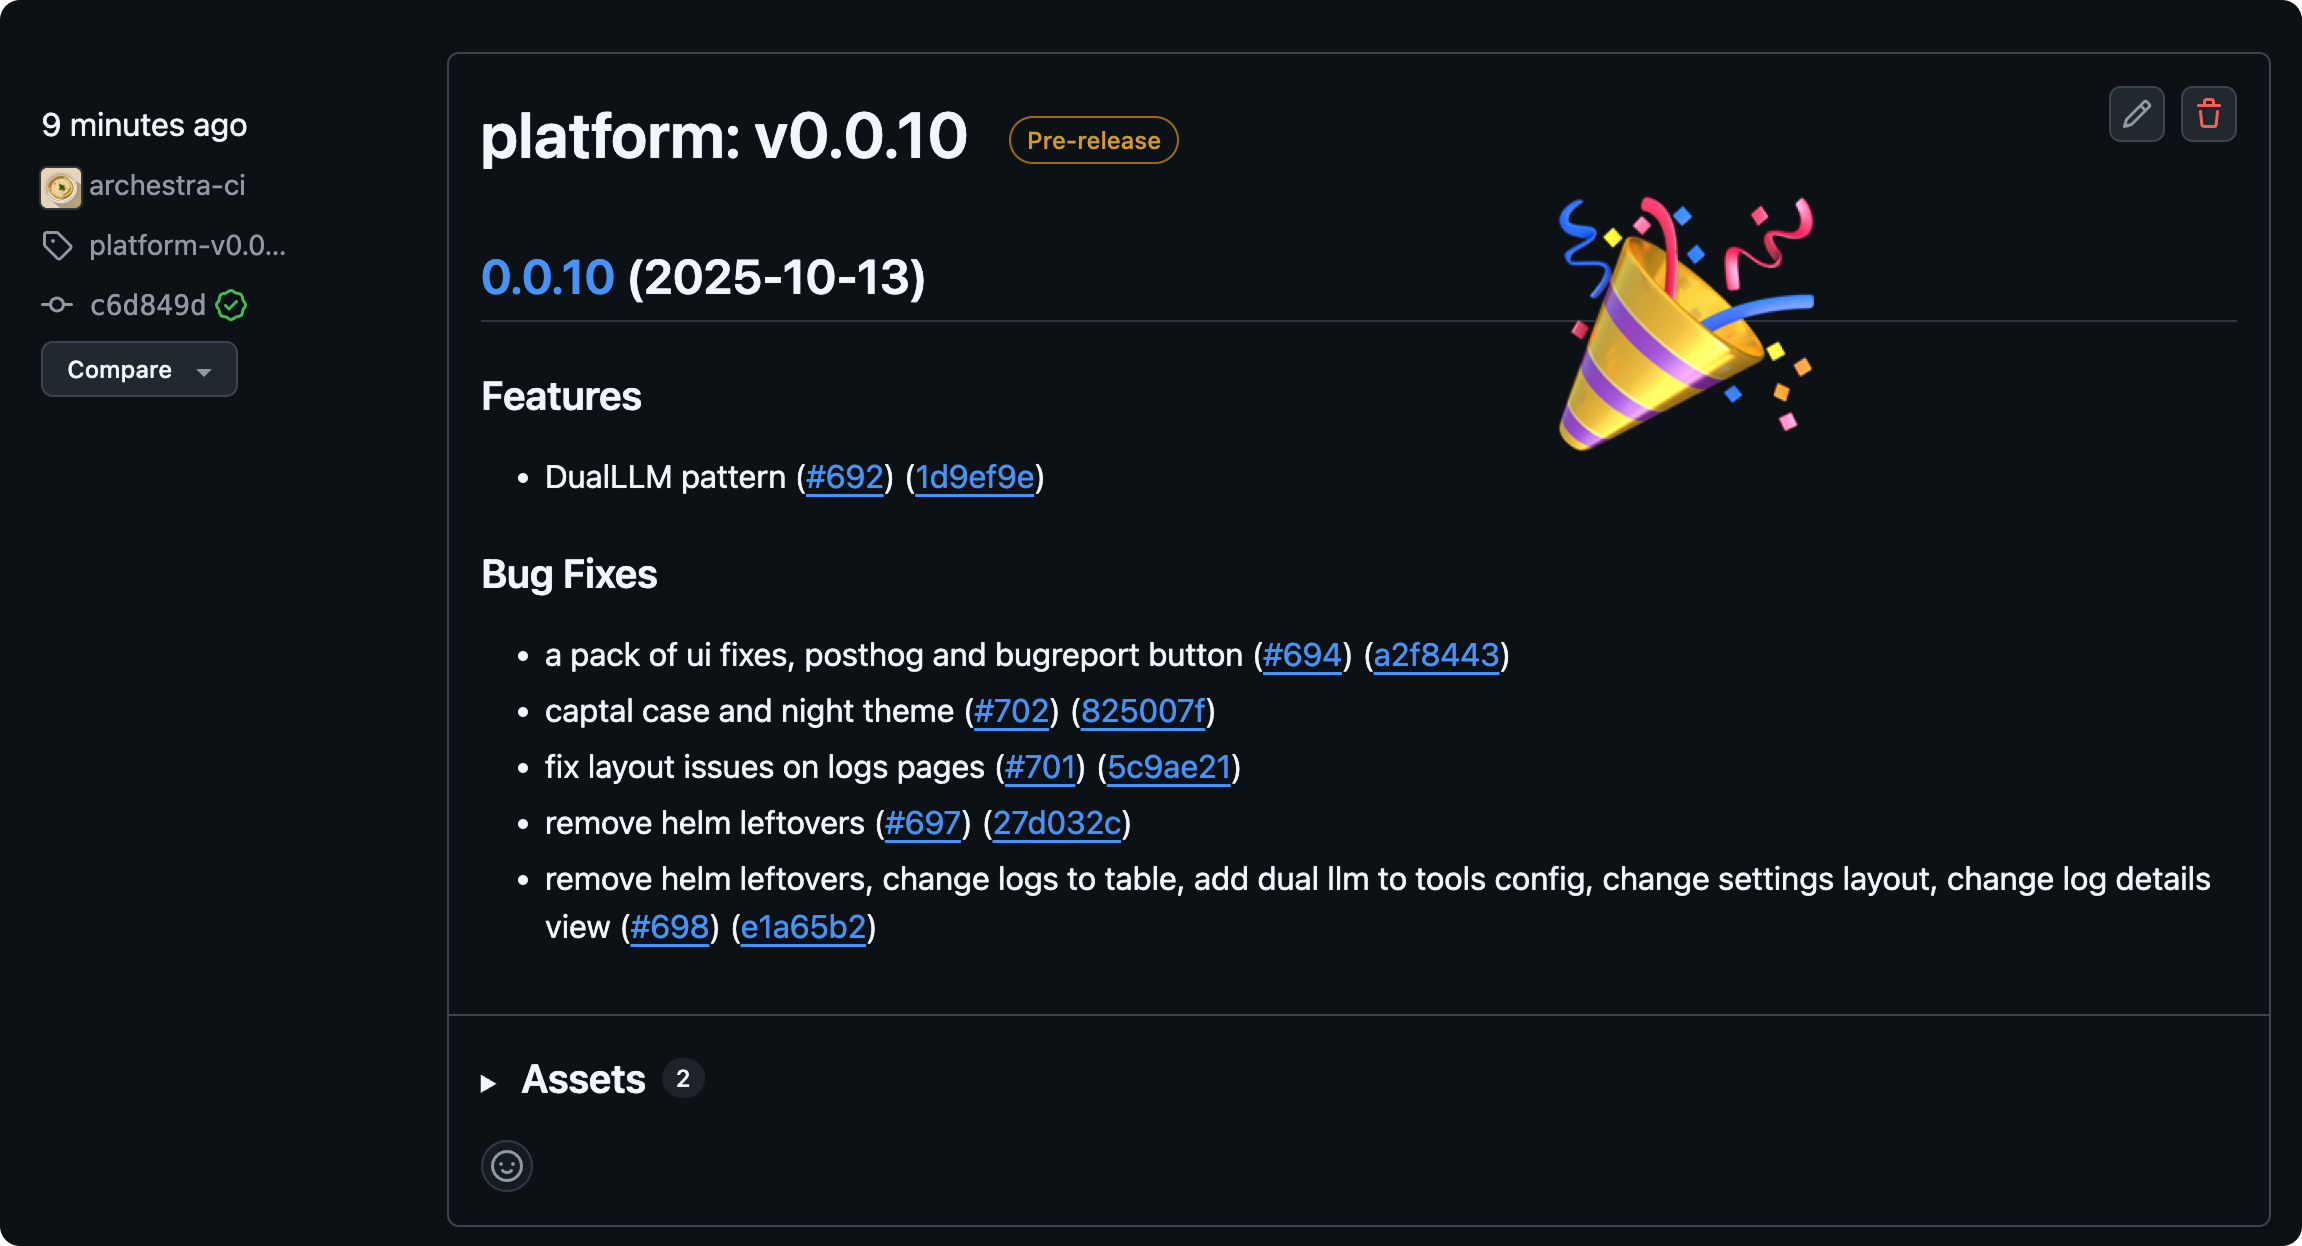 9 minutes ago
archestra-ci
platform-v0.0...
c6d849d
Compare
platform: v0.0.10
Pre-release
0.0.10 (2025-10-13)
Features
• DualLLM pattern (#692) (1d9ef9e)
Bug Fixes
• a pack of ui fixes, posthog and bugreport button (#694) (a2f8443)
• captal case and night theme (#702) (825007f)
• fix layout issues on logs pages (#701) (5c9ae21)
• remove helm leftovers (#697) (27d032c)
• remove helm leftovers, change logs to table, add dual llm to tools config, change settings layout, change log details
view (#698) (e1a65b2)
Assets 2